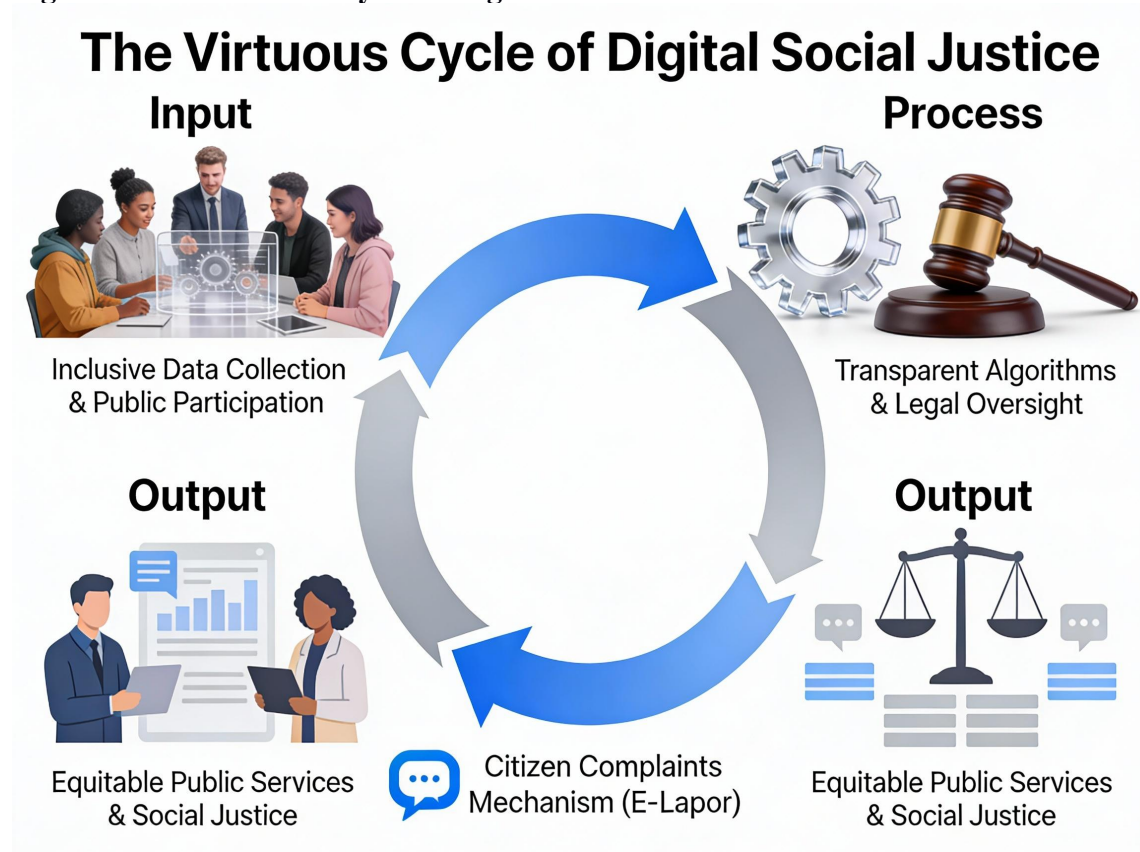 The Virtuous Cycle of Digital Social Justice
Input
Process
Inclusive Data Collection
& Public Participation
Transparent Algorithms
& Legal Oversight
Output
Output
Equitable Public Services
& Social Justice
Citizen Complaints
Mechanism (E-Lapor)
Equitable Public Services
& Social Justice